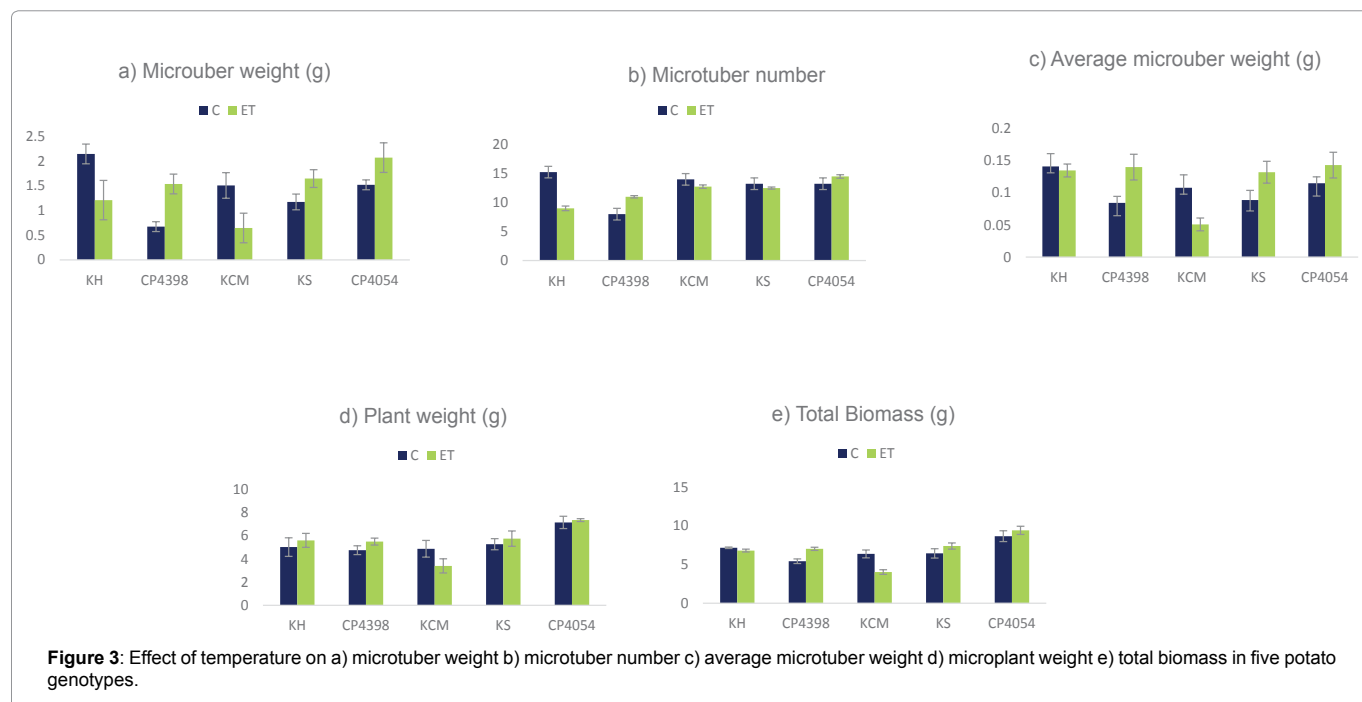 a) Microuber weight (g)
C ET
2.5
2
1.5
1
0.5
0
KH CP4398 KCM KS CP4054
b) Microtuber number
C ET
20
15
10
5
0
KH CP4398 KCM KS CP4054
c) Average microuber weight (g)
0.2
0.15
0.1
0.05
0
KH CP4398 KCM KS CP4054
d) Plant weight (g)
C ET
10
8
6
4
2
0
KH CP4398 KCM KS CP4054
e) Total Biomass (g)
C ET
15
10
5
0
KH CP4398 KCM KS CP4054
Figure 3: Effect of temperature on a) microtuber weight b) microtuber number c) average microtuber weight d) microplant weight e) total biomass in five potato
genotypes.